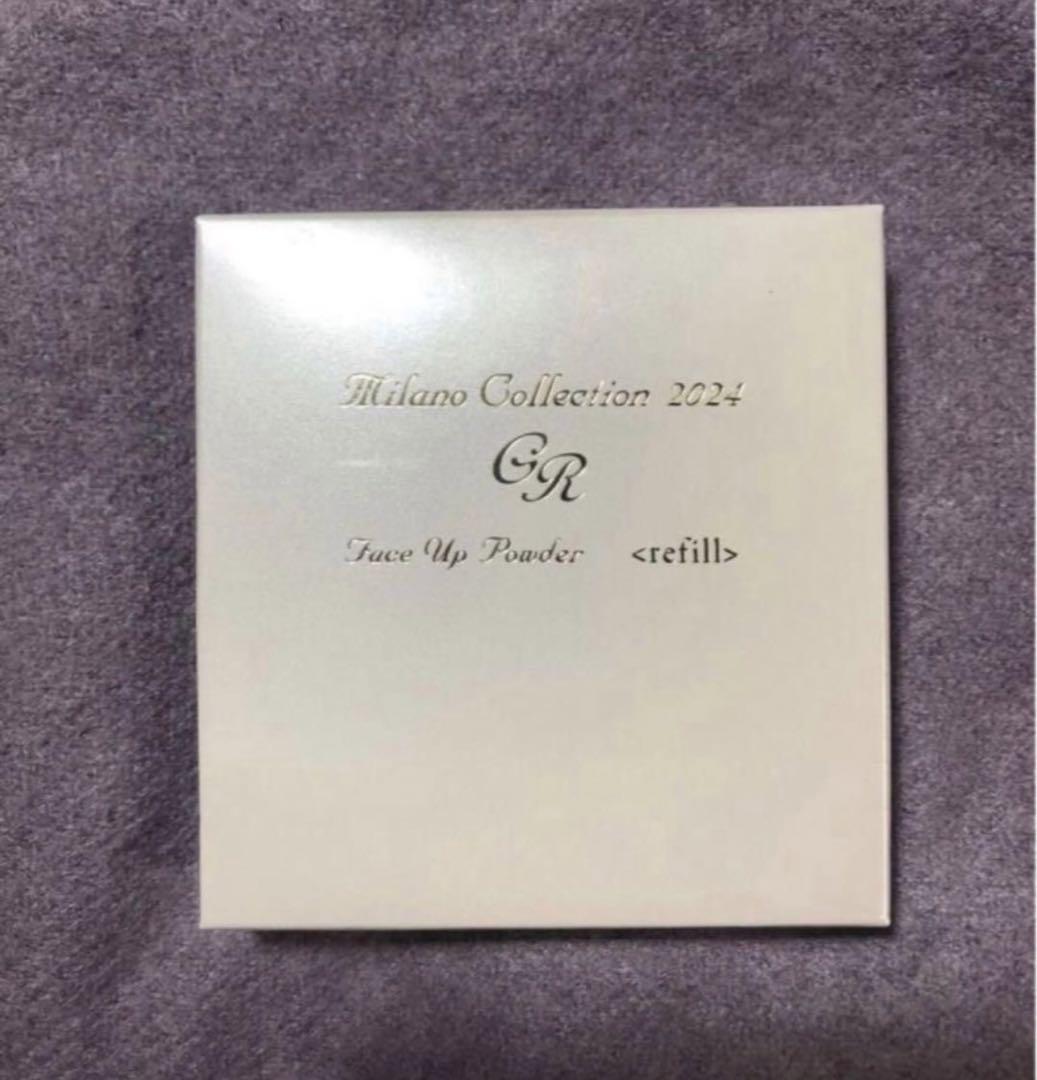 Milano Collection 2024
GR
Face Up Powder <refill>